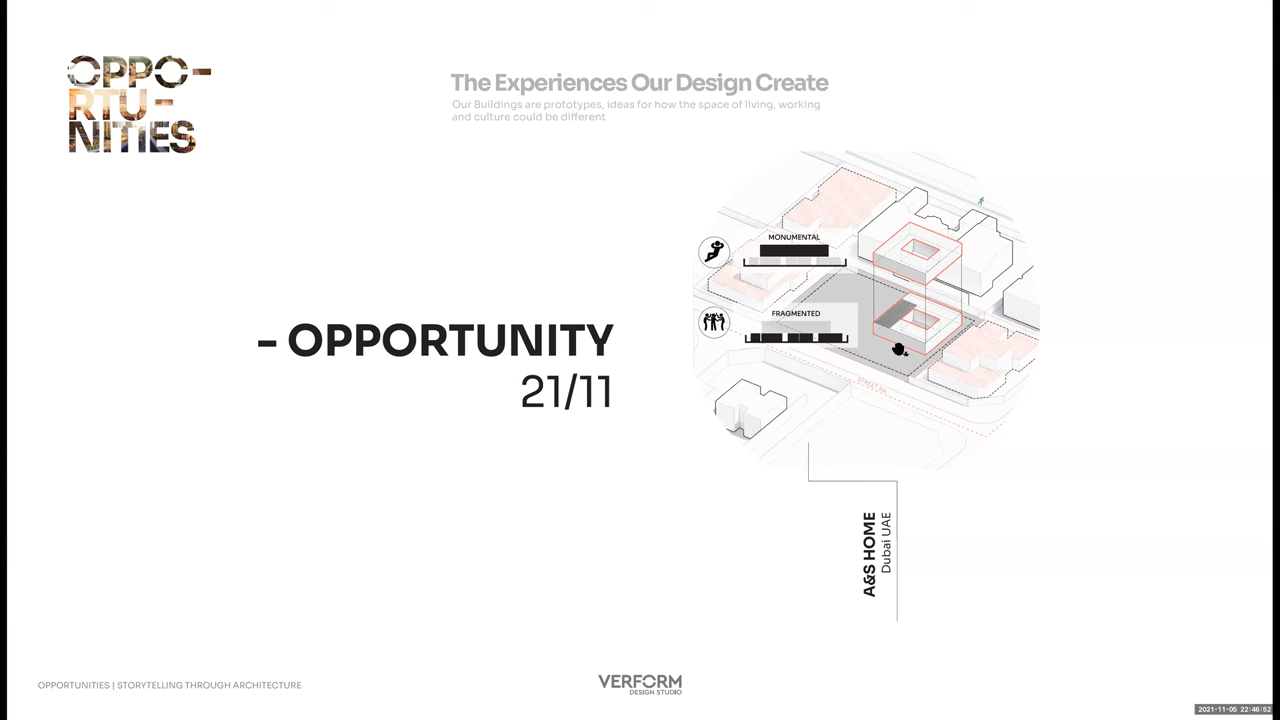 OPPO-
RTU-
NITIES
The Experiences Our Design Create
Our Buildings are prototypes, ideas for how the space of living, working
and culture could be different
MONUMENTAL
FRAGMENTED
- OPPORTUNITY
21/11
A&S HOME
Dubai UAE
OPPORTUNITIES | STORYTELLING THROUGH ARCHITECTURE
VERFORM
DESIGN STUDIO
2021-11-05 22:46:52